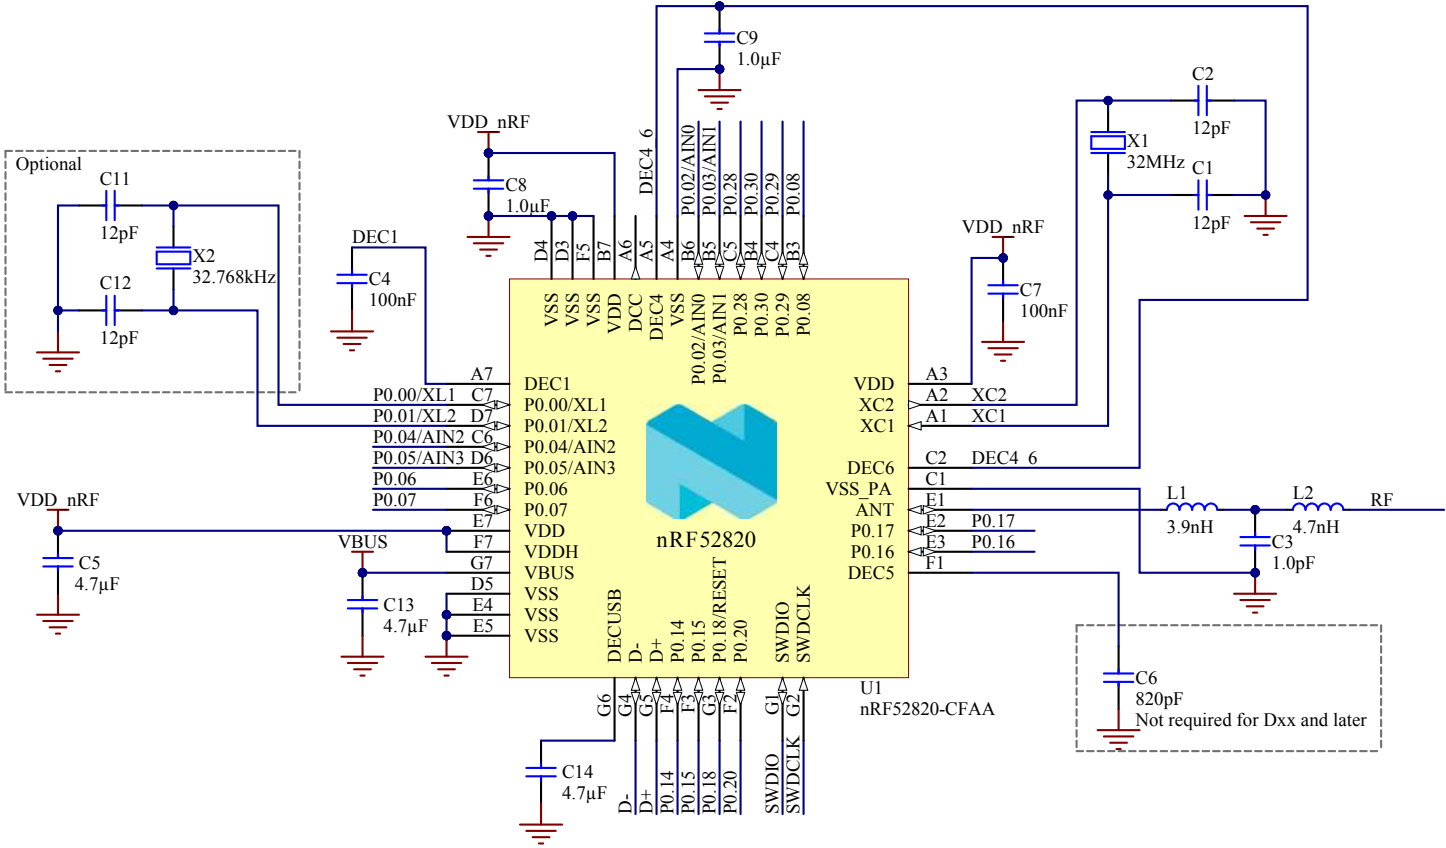 C9
1.0µF
C2
12pF
X1
32MHz
C1
12pF
VDD_nRF
C8
1.0µF
DEC4_6
P0.02/AIN0
P0.03/AIN1
P0.28
P0.30
P0.29
P0.08
Optional
C11
12pF
X2
32.768kHz
C12
12pF
DEC1
C4
100nF
VDD_nRF
C7
100nF
D4
D3
F5
B7
A6
A5
A4
B6
B5
C5
B4
C4
B3
VSS
VSS
VSS
VDD
DCC
DEC4
VSS
P0.02/AIN0
P0.03/AIN1
P0.28
P0.30
P0.29
P0.08
A7 DEC1
P0.00/XL1 C7 P0.00/XL1
P0.01/XL2 D7 P0.01/XL2
P0.04/AIN2 C6 P0.04/AIN2
P0.05/AIN3 D6 P0.05/AIN3
P0.06 E6 P0.06
P0.07 F6 P0.07
E7 VDD
F7 VDDH
G7 VBUS
D5 VSS
E4 VSS
E5 VSS
VDD A3
XC2 A2 XC2
XC1 A1 XC1
DEC6 C2 DEC4_6
VSS_PA C1
ANT E1
P0.17 E2 P0.17
P0.16 E3 P0.16
DEC5 F1
nRF52820
VDD_nRF
C5
4.7µF
VBUS
C13
4.7µF
L1
3.9nH
L2
4.7nH
RF
C3
1.0pF
DECUSB
D-
D+
P0.14
P0.15
P0.18/RESET
P0.20
SWDIO
SWDCLK
G6
G4
G5
F4
F3
G3
F2
G1
G2
U1
nRF52820-CFAA
C6
820pF
Not required for Dxx and later
C14
4.7µF
D-
D+
P0.14
P0.15
P0.18
P0.20
SWDIO
SWDCLK